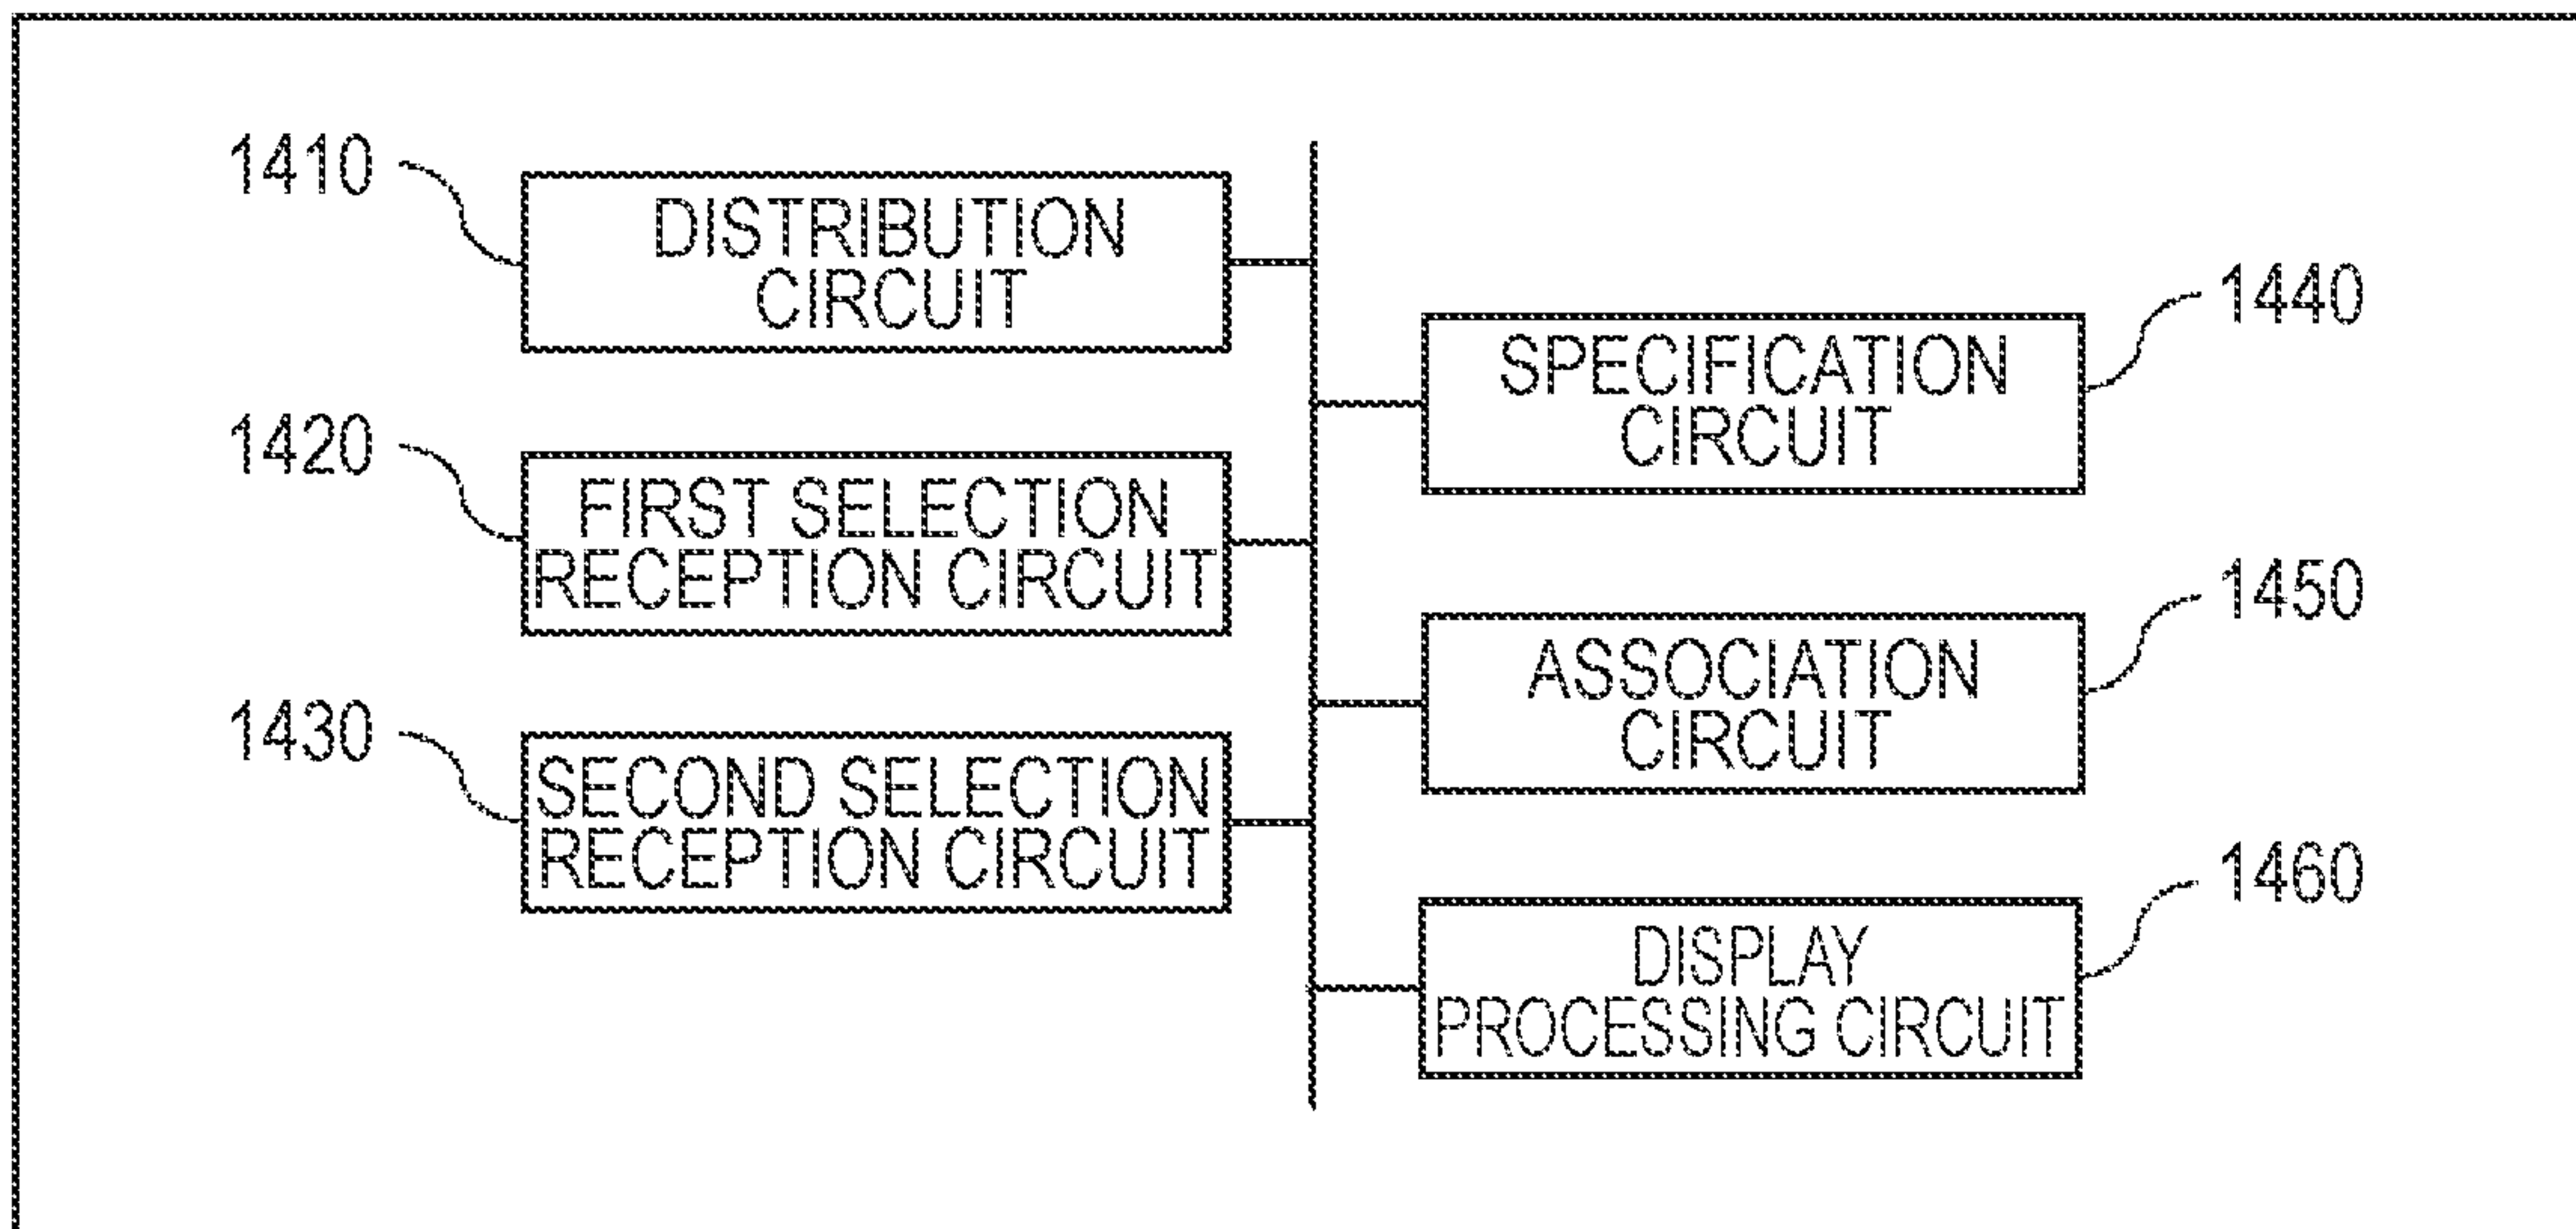 1410
DISTRIBUTION
CIRCUIT
1420
FIRST SELECTION
RECEPTION CIRCUIT
1430
SECOND SELECTION
RECEPTION CIRCUIT
1440
SPECIFICATION
CIRCUIT
1450
ASSOCIATION
CIRCUIT
1460
DISPLAY
PROCESSING CIRCUIT